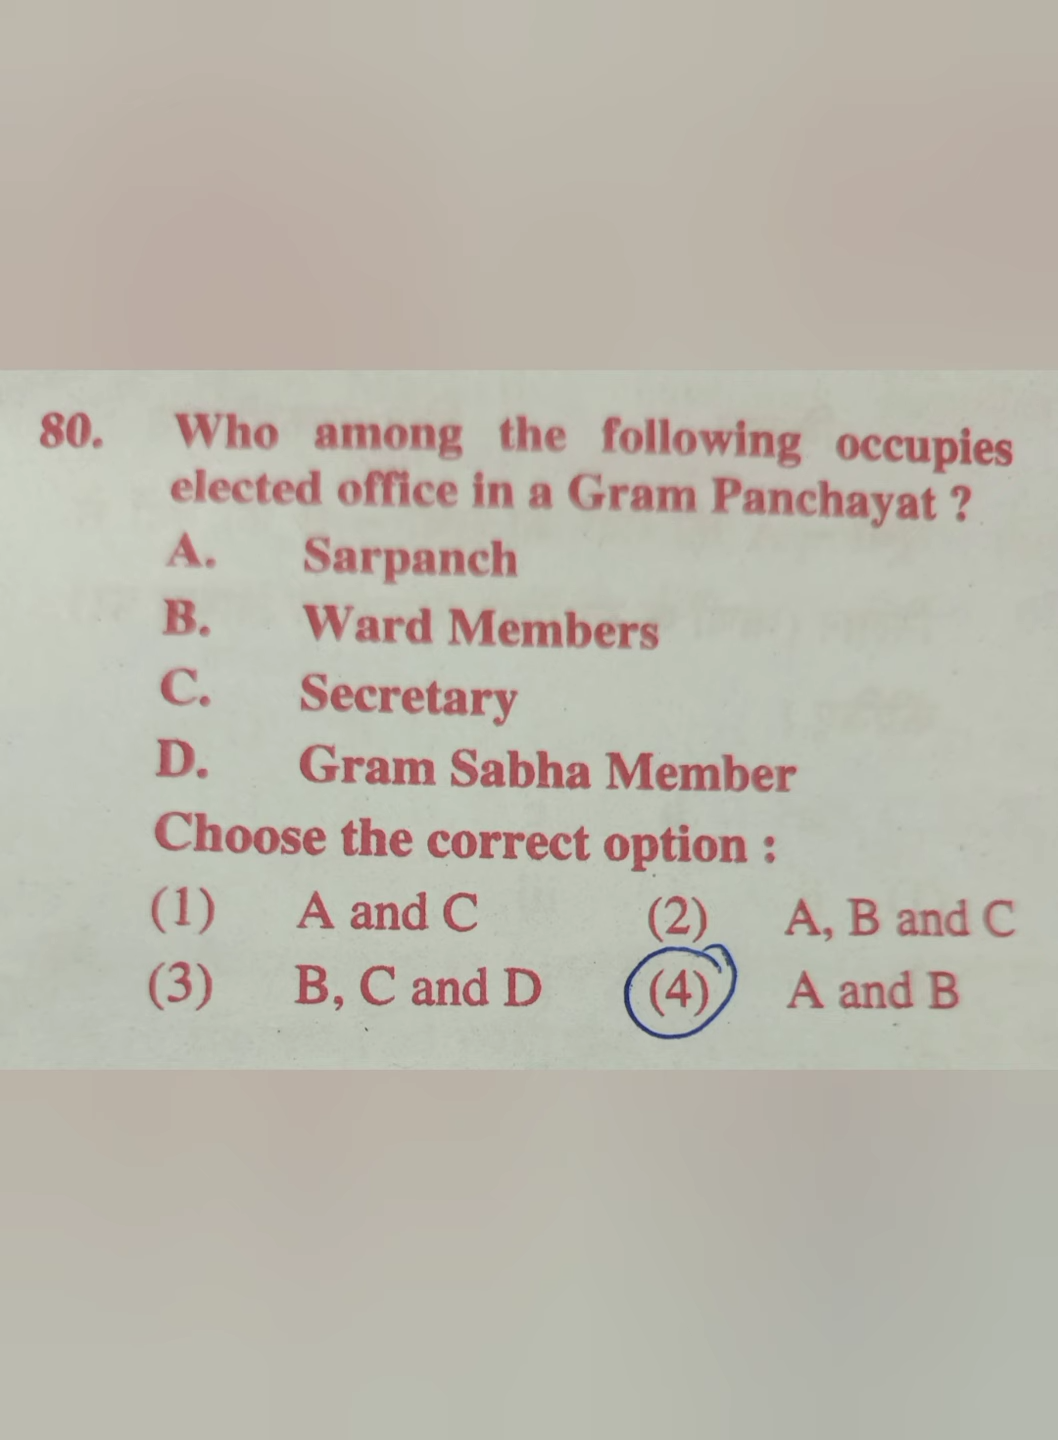 80. Who among the following occupies
elected office in a Gram Panchayat ?
A. Sarpanch
B. Ward Members
C. Secretary
D. Gram Sabha Member
Choose the correct option :
(1) A and C (2) A, B and C
(3) B, C and D (4) A and B